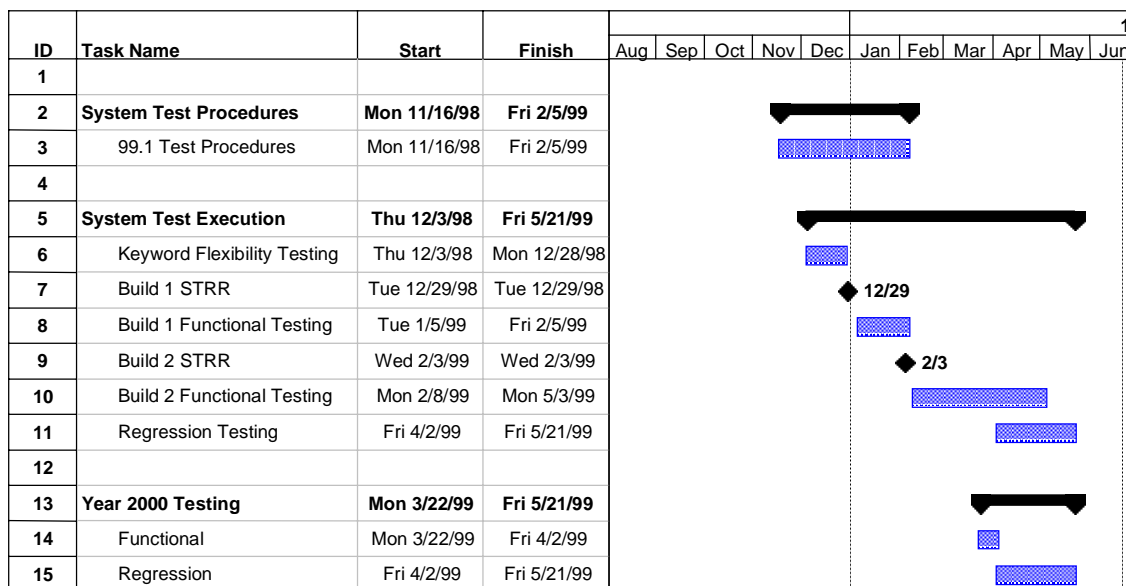 1
ID Task Name Start Finish Aug Sep Oct Nov Dec Jan Feb Mar Apr May Jun
1
2 System Test Procedures Mon 11/16/98 Fri 2/5/99
3 99.1 Test Procedures Mon 11/16/98 Fri 2/5/99
4
5 System Test Execution Thu 12/3/98 Fri 5/21/99
6 Keyword Flexibility Testing Thu 12/3/98 Mon 12/28/98
7 Build 1 STRR Tue 12/29/98 Tue 12/29/98 12/29
8 Build 1 Functional Testing Tue 1/5/99 Fri 2/5/99
9 Build 2 STRR Wed 2/3/99 Wed 2/3/99 2/3
10 Build 2 Functional Testing Mon 2/8/99 Mon 5/3/99
11 Regression Testing Fri 4/2/99 Fri 5/21/99
12
13 Year 2000 Testing Mon 3/22/99 Fri 5/21/99
14 Functional Mon 3/22/99 Fri 4/2/99
15 Regression Fri 4/2/99 Fri 5/21/99